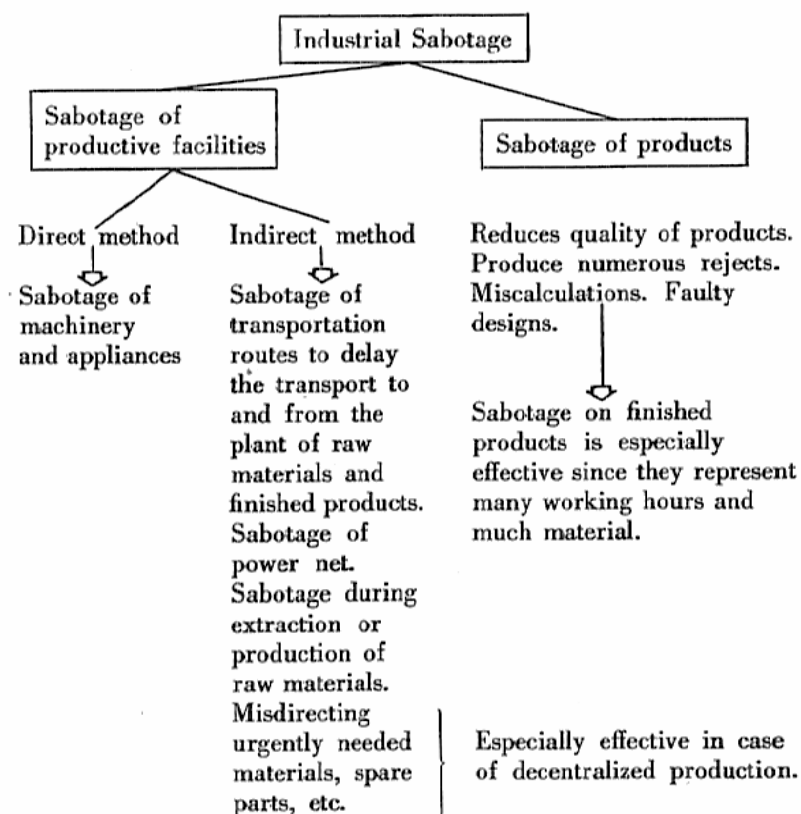 Industrial Sabotage
Sabotage of
productive facilities
Sabotage of products
Direct method
Sabotage of
machinery
and appliances
Indirect method
Sabotage of
transportation
routes to delay
the transport to
and from the
plant of raw
materials and
finished products.
Sabotage of
power net.
Sabotage during
extraction or
production of
raw materials.
Misdirecting
urgently needed
materials, spare
parts, etc.
Especially effective in case
of decentralized production.
Reduces quality of products.
Produce numerous rejects.
Miscalculations. Faulty
designs.
Sabotage on finished
products is especially
effective since they represent
many working hours and
much material.